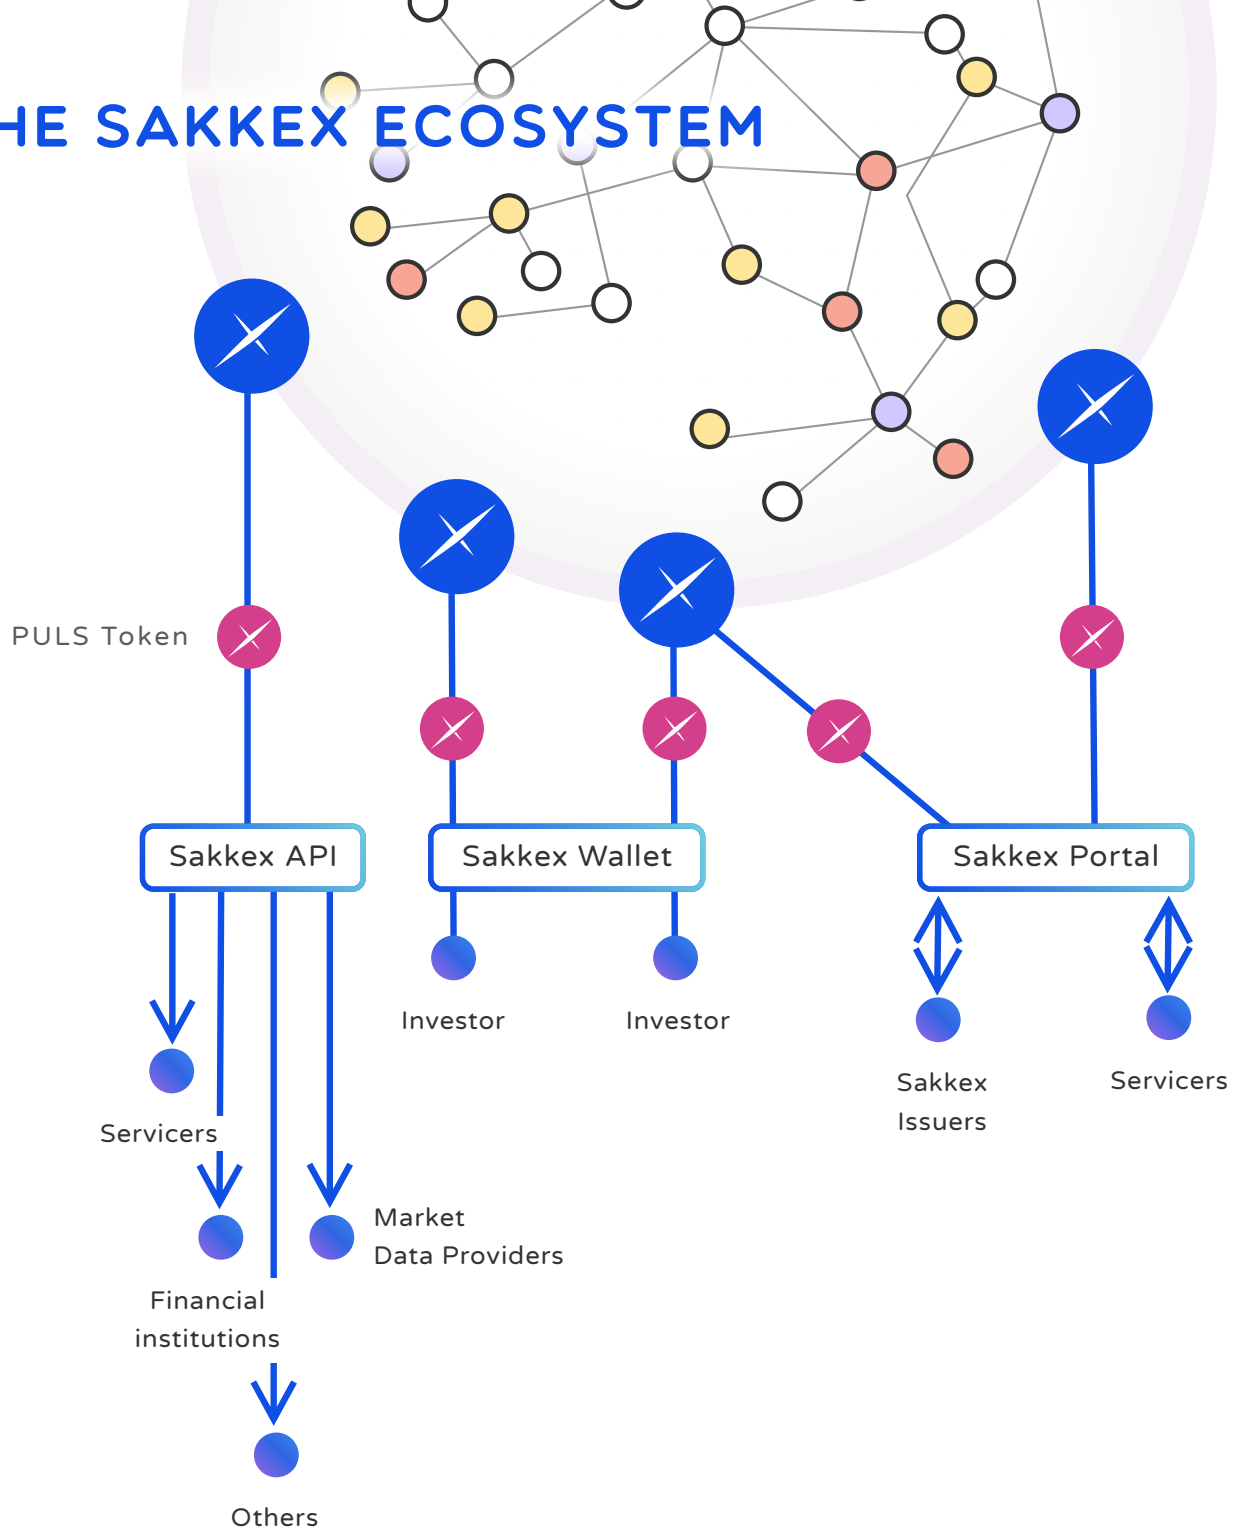 HE SAKKEX ECOSYSTEM
PULS Token
Sakkex API
Sakkex Wallet
Sakkex Portal
Investor
Investor
Sakkex
Issuers
Servicers
Servicers
Market
Data Providers
Financial
institutions
Others